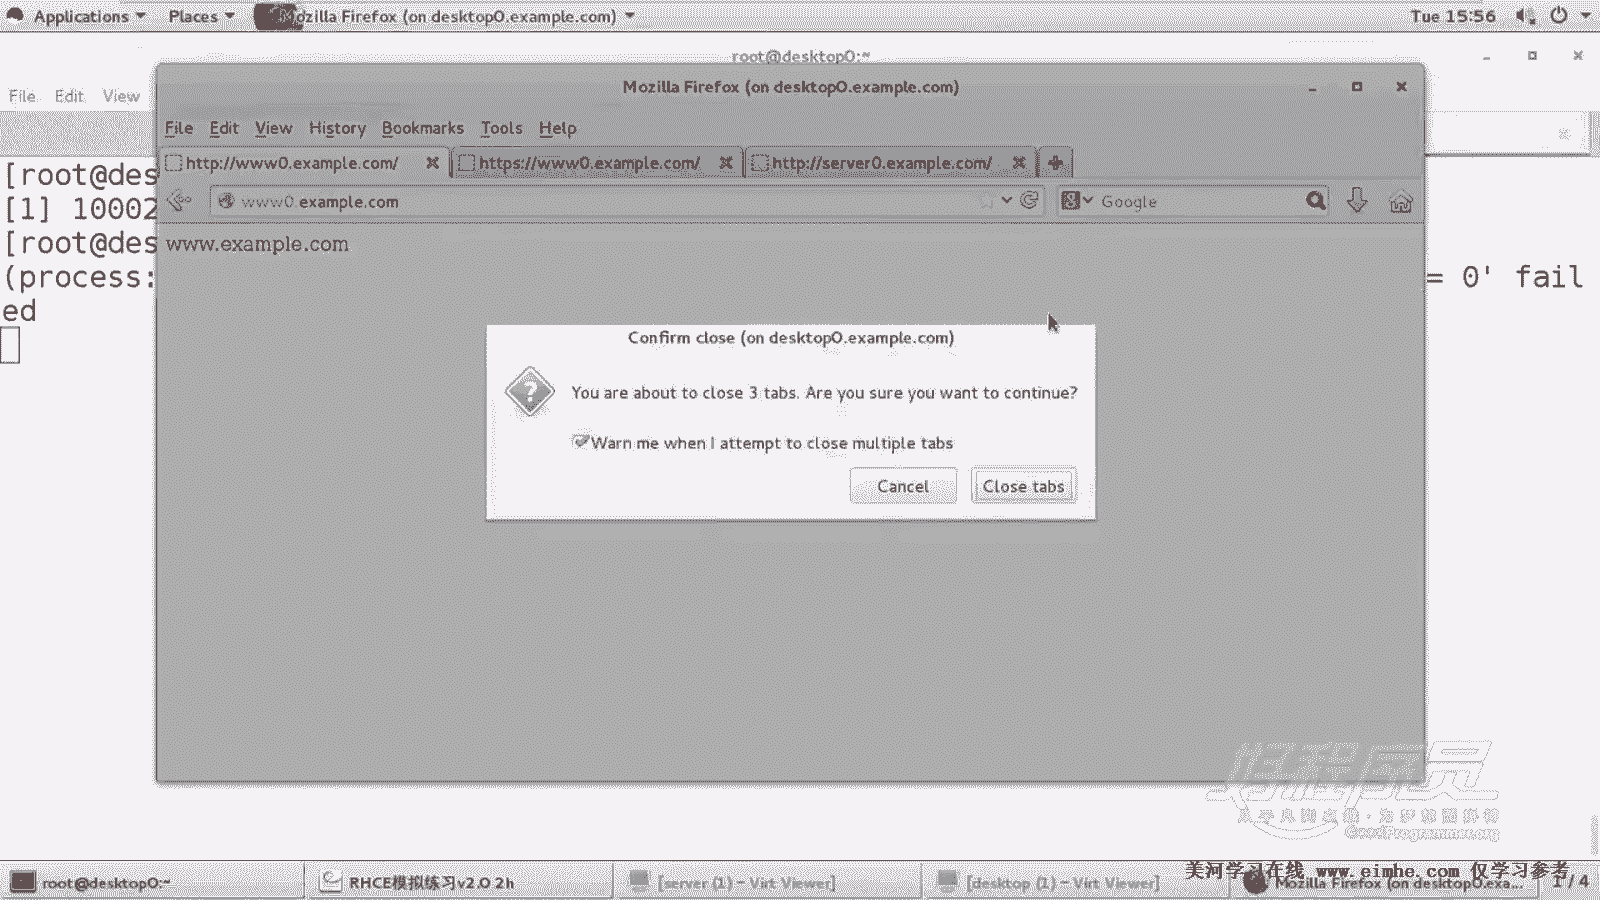 Applications Places Mozilla Firefox (on desktop0.example.com) Tue 15:56
root@desktop0:~
File Edit View
Mozilla Firefox (on desktop0.example.com)
File Edit View History Bookmarks Tools Help
http://www0.example.com/ https://www0.example.com/ http://server0.example.com/
www0.example.com Google
[root@des
[1] 10002
[root@des
www.example.com
(process: = 0' fail
ed
Confirm close (on desktop0.example.com)
You are about to close 3 tabs. Are you sure you want to continue?
Warn me when I attempt to close multiple tabs
Cancel Close tabs
GoodProgrammer.org
美河学习在线 www.eimhe.com 仅学习参考
root@desktop0:~ RHCE模拟练习v2.0 2h [server (1) - Virt Viewer] [desktop (1) - Virt Viewer] Mozilla Firefox (on desktop0.exa... 1 / 4